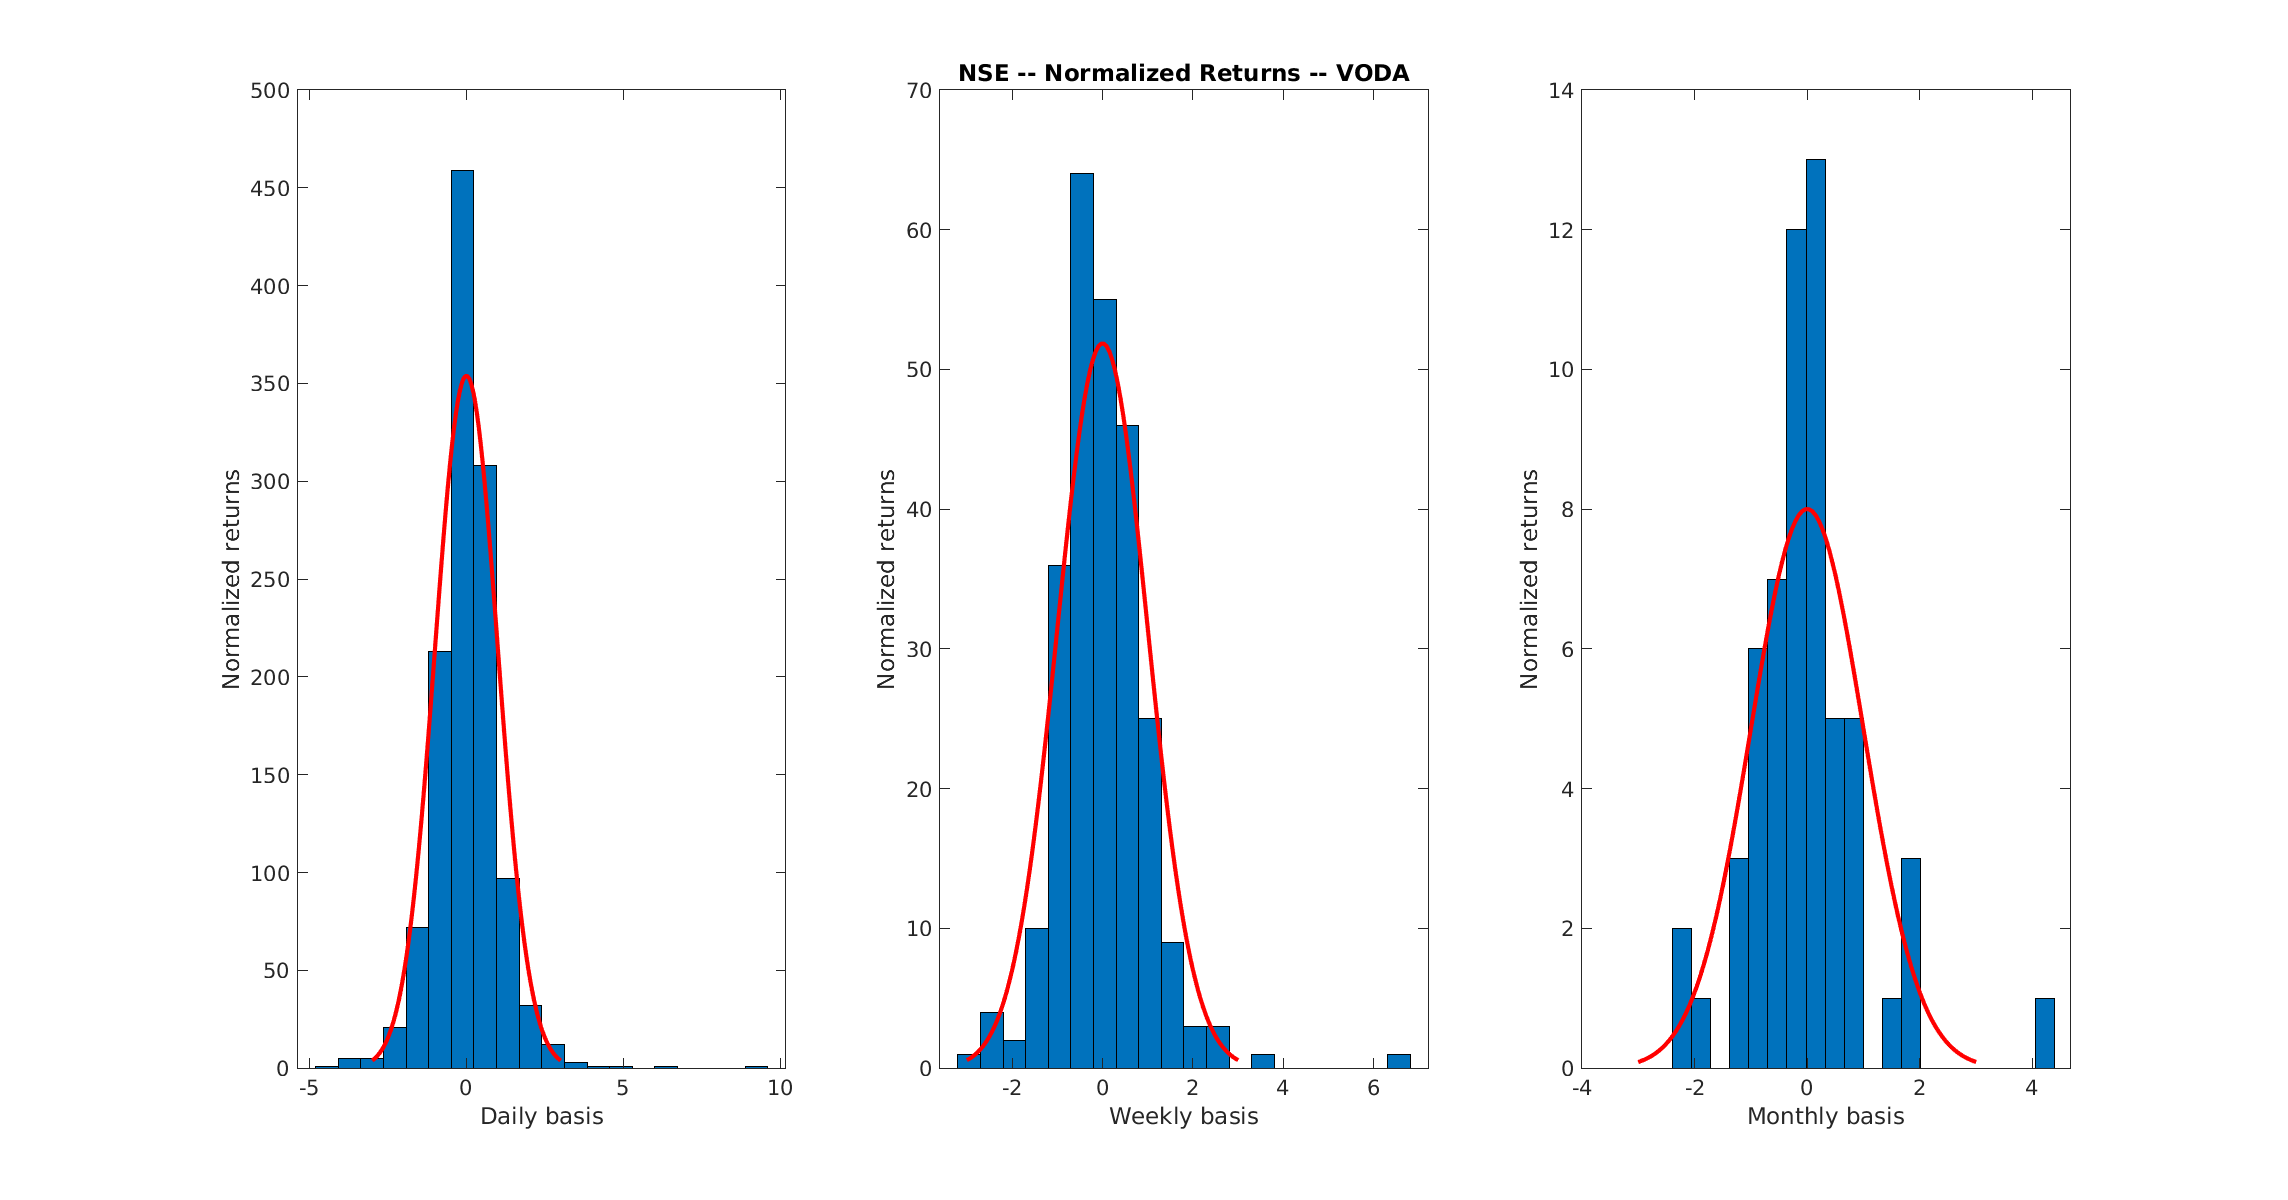 NSE -- Normalized Returns -- VODA
500
450
400
350
300
250
200
150
100
50
0
Normalized returns
-5 0 5 10
Daily basis
70
60
50
40
30
20
10
0
Normalized returns
-2 0 2 4 6
Weekly basis
14
12
10
8
6
4
2
0
Normalized returns
-4 -2 0 2 4
Monthly basis